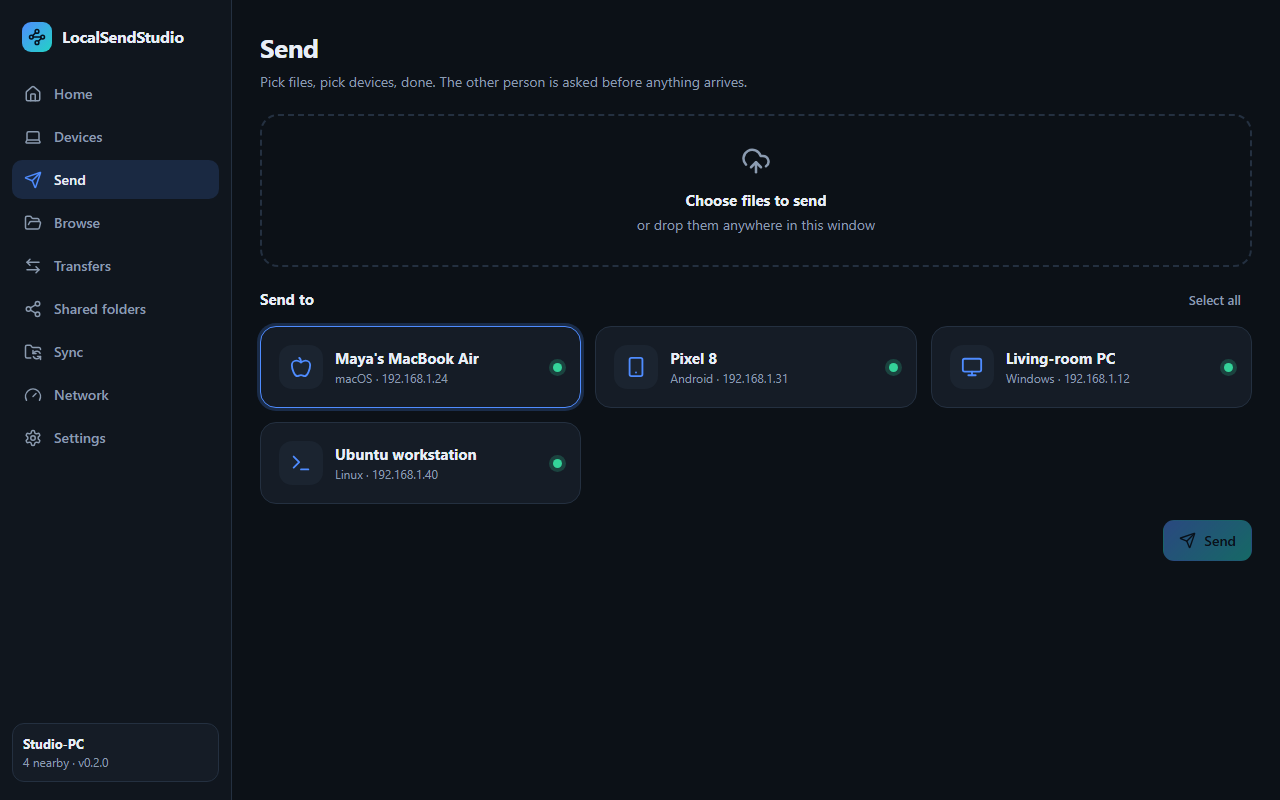 LocalSendStudio
Home
Devices
Send
Browse
Transfers
Shared folders
Sync
Network
Settings
Studio-PC
4 nearby · v0.2.0
Send
Pick files, pick devices, done. The other person is asked before anything arrives.
Choose files to send
or drop them anywhere in this window
Send to
Select all
Maya's MacBook Air
macOS · 192.168.1.24
Pixel 8
Android · 192.168.1.31
Living-room PC
Windows · 192.168.1.12
Ubuntu workstation
Linux · 192.168.1.40
Send